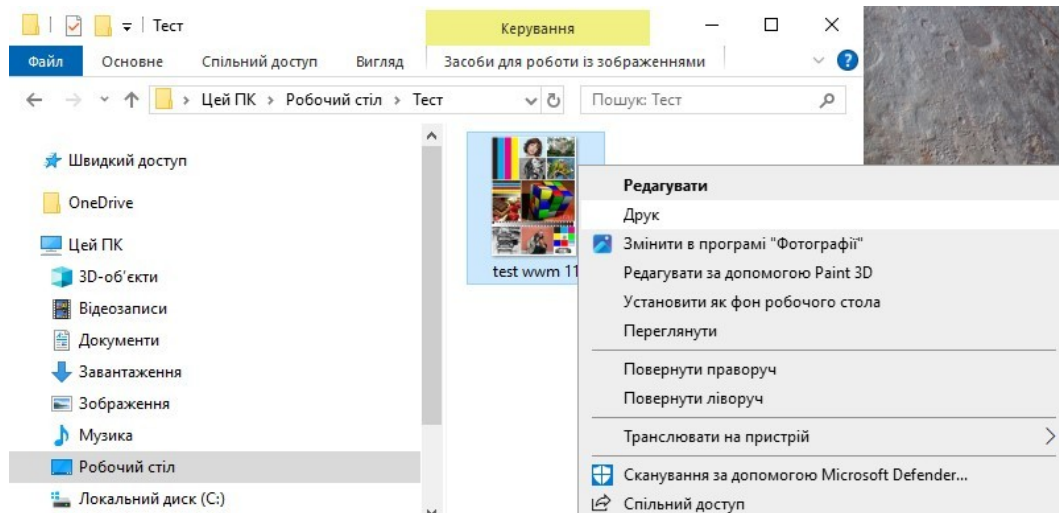 Тест
Керування
Файл Основне Спільний доступ Вигляд Засоби для роботи із зображеннями
Цей ПК Робочий стіл Тест Пошук: Тест
Швидкий доступ
OneDrive
Цей ПК
3D-об'єкти
Відеозаписи
Документи
Завантаження
Зображення
Музика
Робочий стіл
Локальний диск (C:)
test wwm 11
Редагувати
Друк
Змінити в програмі "Фотографії"
Редагувати за допомогою Paint 3D
Установити як фон робочого стола
Переглянути
Повернути праворуч
Повернути ліворуч
Транслювати на пристрій
Сканування за допомогою Microsoft Defender...
Спільний доступ